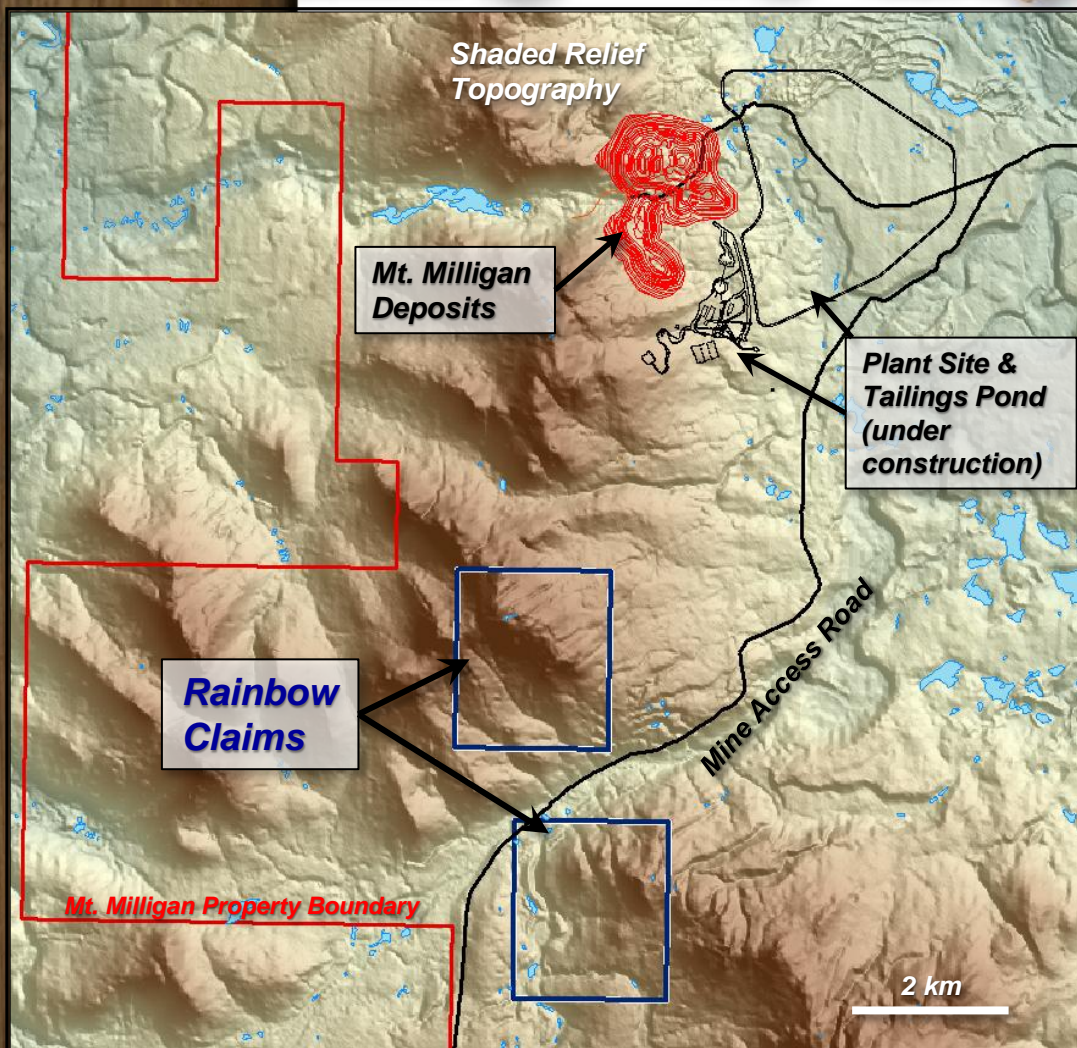 Shaded Relief
Topography
Mt. Milligan
Deposits
Plant Site &
Tailings Pond
(under
construction)
Rainbow
Claims
Mine Access Road
Mt. Milligan Property Boundary
2 km